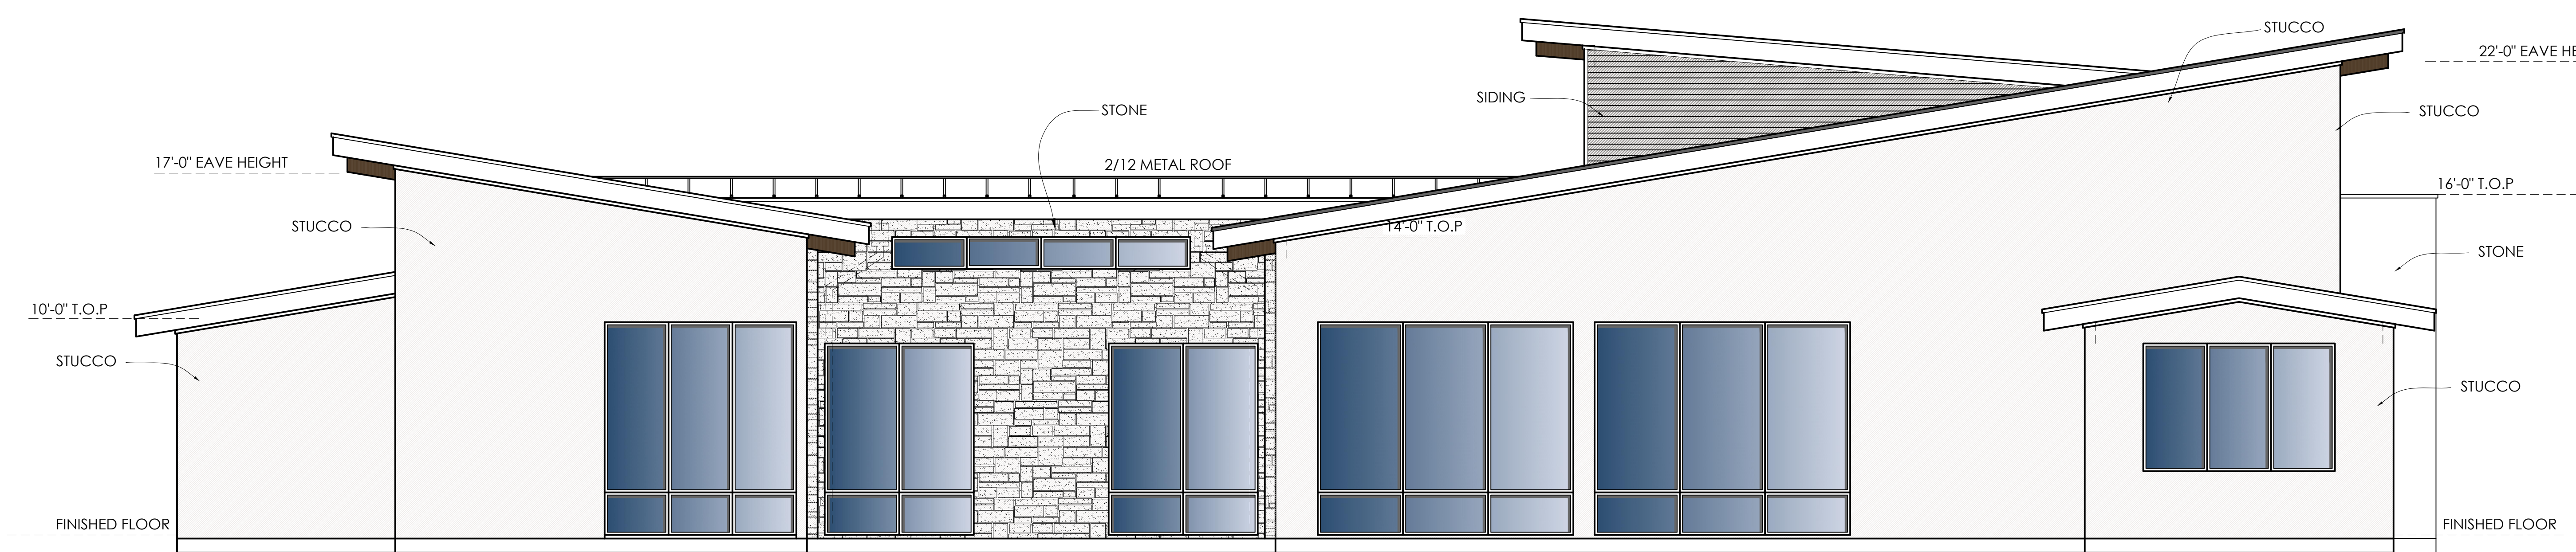 STUCCO
22'-0" EAVE HE
SIDING
STONE
STUCCO
17'-0" EAVE HEIGHT
2/12 METAL ROOF
16'-0" T.O.P
STUCCO
14'-0" T.O.P
STONE
10'-0" T.O.P
STUCCO
STUCCO
FINISHED FLOOR
FINISHED FLOOR